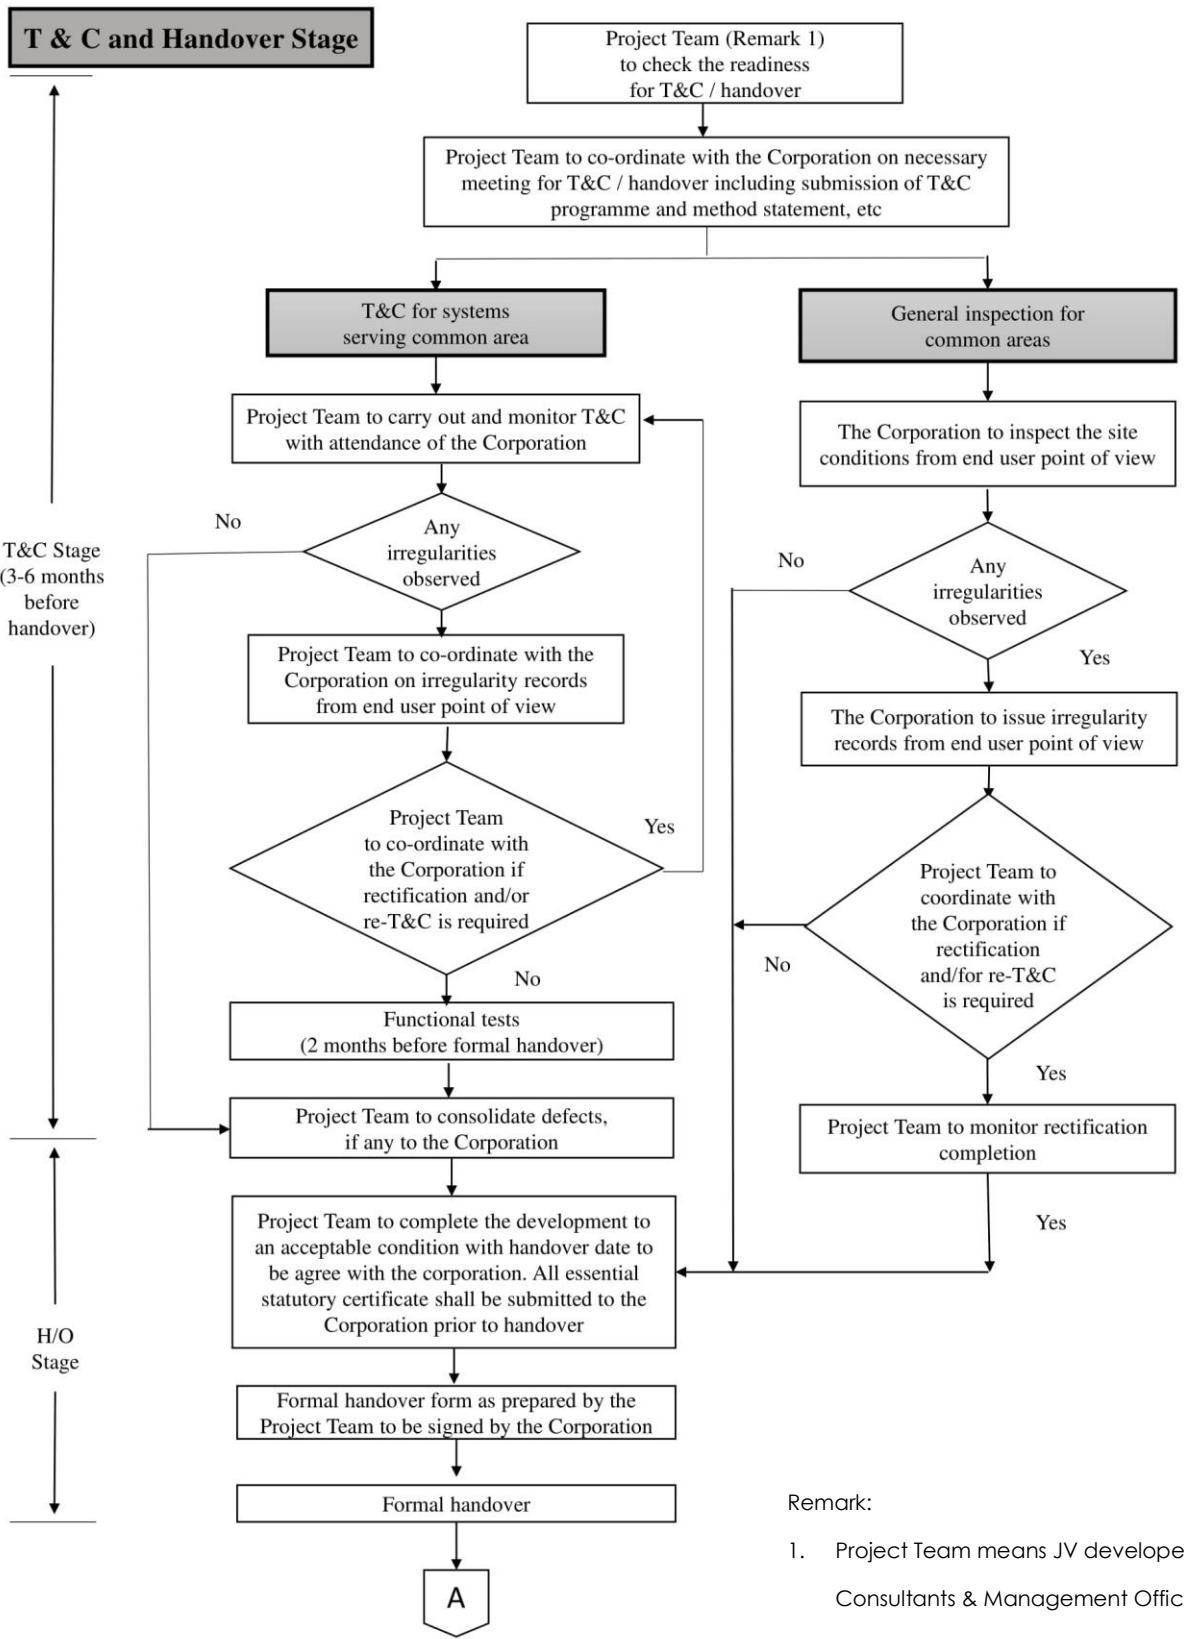 T & C and Handover Stage
Project Team (Remark 1)
to check the readiness
for T&C / handover
Project Team to co-ordinate with the Corporation on necessary
meeting for T&C / handover including submission of T&C
programme and method statement, etc
T&C for systems
serving common area
General inspection for
common areas
Project Team to carry out and monitor T&C
with attendance of the Corporation
The Corporation to inspect the site
conditions from end user point of view
No
Any
irregularities
observed
No
Any
irregularities
observed
Yes
T&C Stage
(3-6 months
before
handover)
Project Team to co-ordinate with the
Corporation on irregularity records
from end user point of view
The Corporation to issue irregularity
records from end user point of view
Project Team
to co-ordinate with
the Corporation if
rectification and/or
re-T&C is required
Yes
No
Project Team to
coordinate with
the Corporation if
rectification
and/for re-T&C
is required
No
Yes
Functional tests
(2 months before formal handover)
Project Team to consolidate defects,
if any to the Corporation
Project Team to monitor rectification
completion
Yes
Project Team to complete the development to
an acceptable condition with handover date to
be agree with the corporation. All essential
statutory certificate shall be submitted to the
Corporation prior to handover
H/O
Stage
Formal handover form as prepared by the
Project Team to be signed by the Corporation
Formal handover
A
Remark:
1. Project Team means JV develope
Consultants & Management Offic